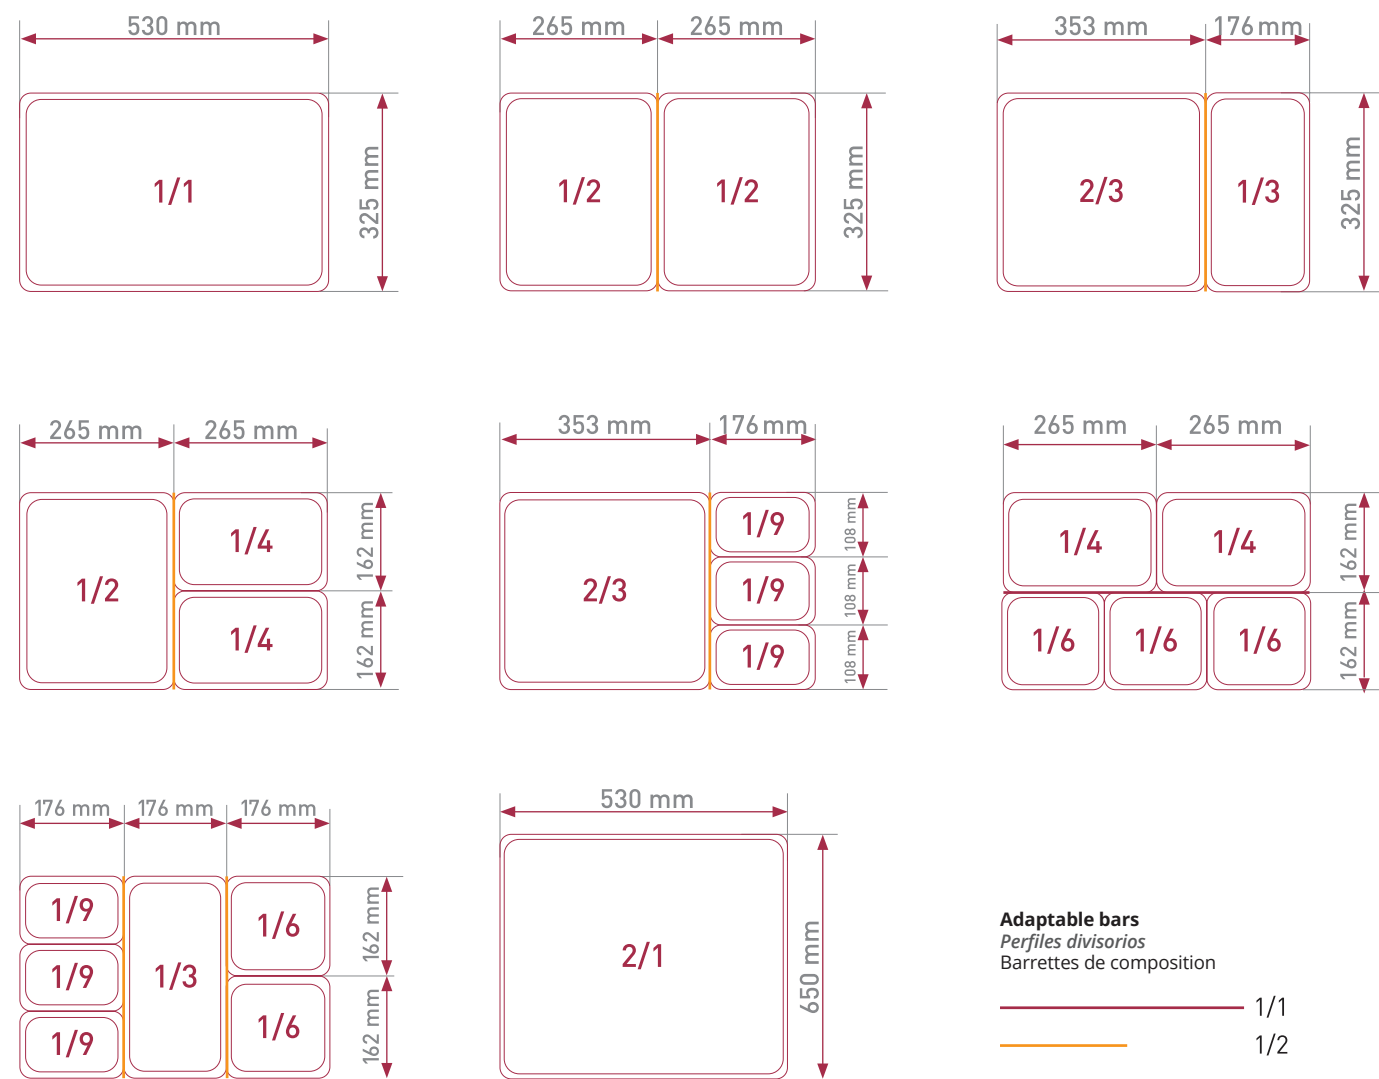 530 mm
265 mm 265 mm
353 mm 176 mm
1/1
325 mm
1/2 1/2
325 mm
2/3 1/3
325 mm
265 mm 265 mm
353 mm 176 mm
265 mm 265 mm
1/2
1/4
1/4
162 mm
162 mm
2/3
1/9
1/9
1/9
108 mm
108 mm
108 mm
1/4 1/4
1/6 1/6 1/6
162 mm
162 mm
176 mm 176 mm 176 mm
530 mm
1/9
1/9
1/9
1/3
1/6
1/6
162 mm
162 mm
2/1
650 mm
Adaptable bars
Perfiles divisorios
Barrettes de composition
1/1
1/2